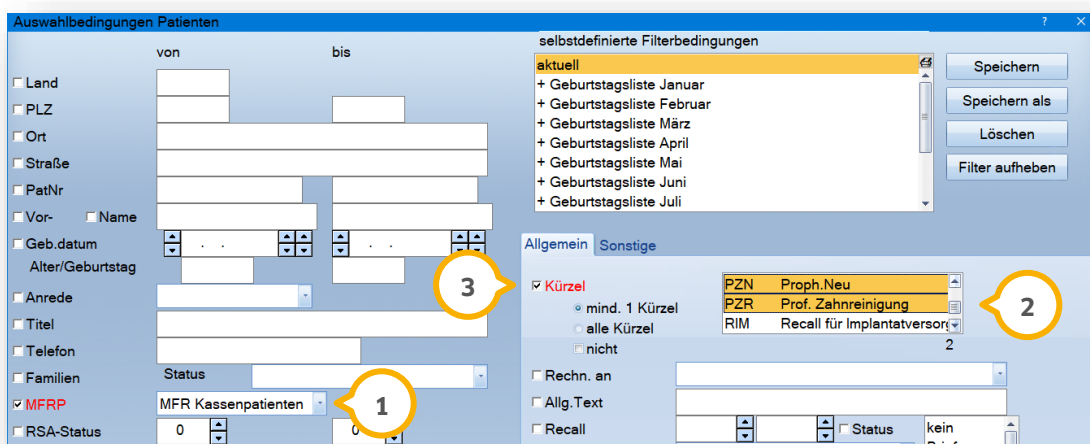 Auswahlbedingungen Patienten
?
von
bis
Land
PLZ
Ort
Straße
PatNr
Vor-
Name
Geb.datum
. .
. .
Alter/Geburtstag
Anrede
Titel
Telefon
Familien
Status
MFRP
MFR Kassenpatienten
1
RSA-Status
0
0
selbstdefinierte Filterbedingungen
aktuell
+ Geburtstagsliste Januar
+ Geburtstagsliste Februar
+ Geburtstagsliste März
+ Geburtstagsliste April
+ Geburtstagsliste Mai
+ Geburtstagsliste Juni
+ Geburtstagsliste Juli
Speichern
Speichern als
Löschen
Filter aufheben
Allgemein
Sonstige
3
Kürzel
mind. 1 Kürzel
alle Kürzel
nicht
PZN Proph.Neu
PZR Prof. Zahnreinigung
RIM Recall für Implantatversorg
2
2
Rechn. an
Allg.Text
Recall
Status
kein